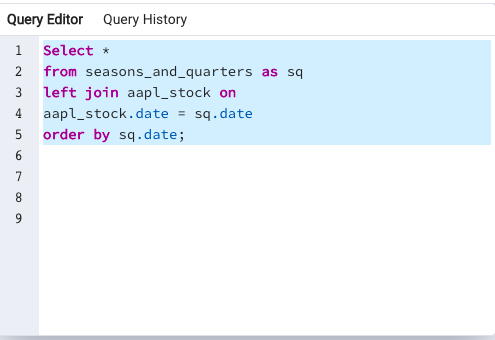 Query Editor Query History
1 Select *
2 from seasons_and_quarters as sq
3 left join aapl_stock on
4 aapl_stock.date = sq.date
5 order by sq.date;
6
7
8
9